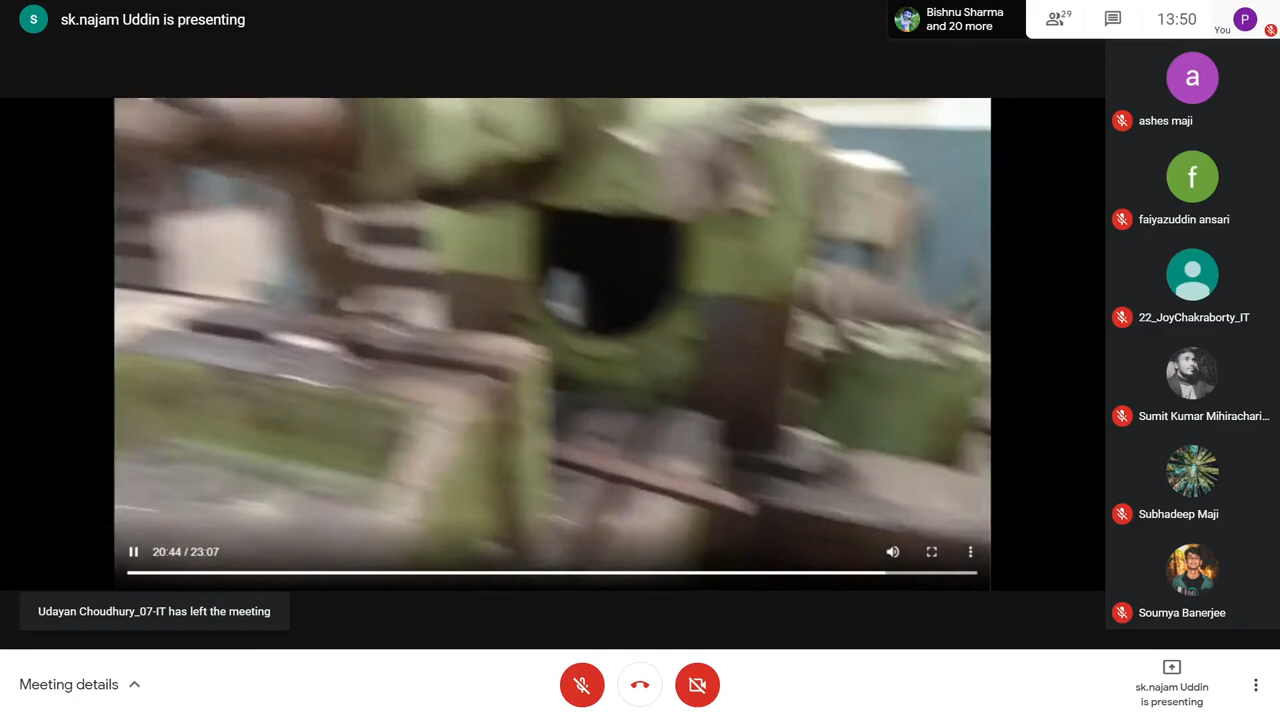 S sk.najam Uddin is presenting
Bishnu Sharma
and 20 more
29
13:50
You
P
a
ashes maji
f
faiyazuddin ansari
22_JoyChakraborty_IT
Sumit Kumar Mihirachari...
Subhadeep Maji
Soumya Banerjee
20:44 / 23:07
Udayan Choudhury_07-IT has left the meeting
Meeting details
sk.najam Uddin
is presenting